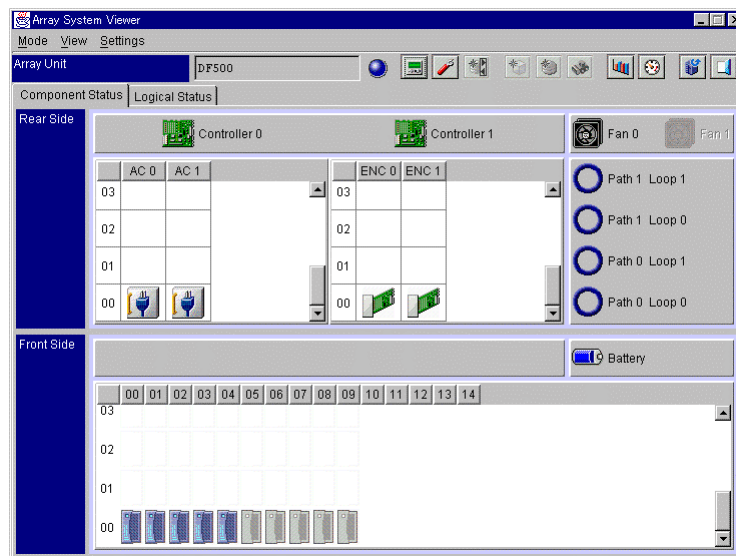 Array System Viewer
Mode View Settings
Array Unit DF500
Component Status Logical Status
Rear Side
Controller 0 Controller 1 Fan 0 Fan 1
AC 0 AC 1
ENC 0 ENC 1
03 03
02 02
01 01
00 00
Path 1 Loop 1
Path 1 Loop 0
Path 0 Loop 1
Path 0 Loop 0
Front Side
Battery
00 01 02 03 04 05 06 07 08 09 10 11 12 13 14
03
02
01
00